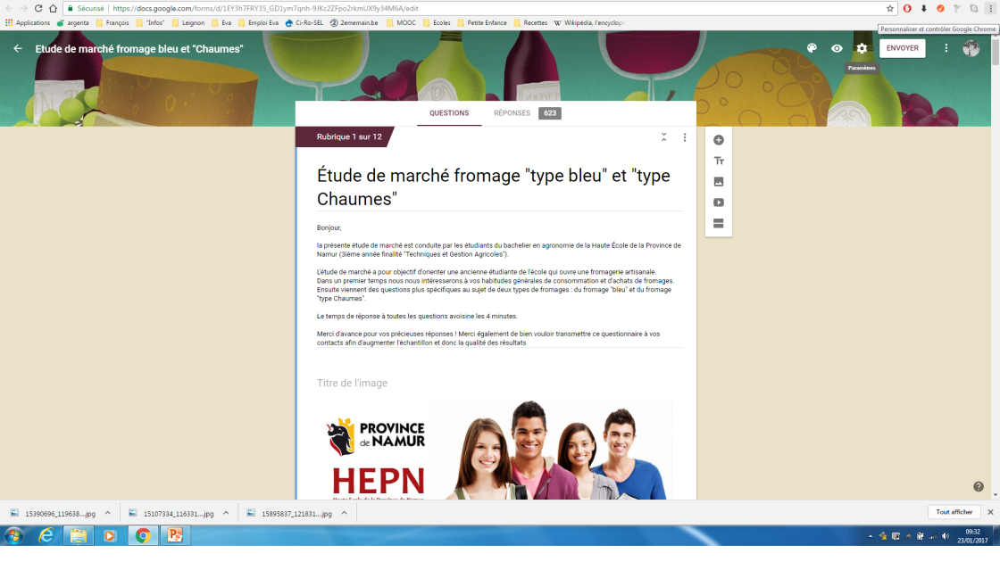 Sécurisé | https://docs.google.com/forms/d/1EY3h7FRY35_GD1ym7qnh-9JKc2ZFpo2rkmUX9y34M6A/edit
Applications argenta François "Infos" Leignon Eva Emploi Eva Ci-Ro-SEL 2ememain.be MOOC Ecoles Petite Enfance Recettes W Wikipédia, l'encyclop
Personnaliser et contrôler Google Chrome
Etude de marché fromage bleu et "Chaumes"
ENVOYER
Paramètres
QUESTIONS RÉPONSES 623
Rubrique 1 sur 12
Étude de marché fromage "type bleu" et "type
Chaumes"
Bonjour,
la présente étude de marché est conduite par les étudiants du bachelier en agronomie de la Haute École de la Province de
Namur (3ième année finalité "Techniques et Gestion Agricoles").
L'étude de marché a pour objectif d'orienter une ancienne étudiante de l'école qui ouvre une fromagerie artisanale.
Dans un premier temps nous nous intéresserons à vos habitudes générales de consommation et d'achats de fromages.
Ensuite viennent des questions plus spécifiques au sujet de deux types de fromages : du fromage "bleu" et du fromage
"type Chaumes".
Le temps de réponse à toutes les questions avoisine les 4 minutes.
Merci d'avance pour vos précieuses réponses ! Merci également de bien vouloir transmettre ce questionnaire à vos
contacts afin d'augmenter l'échantillon et donc la qualité des résultats
Titre de l'image
PROVINCE
de NAMUR
HEPN
15390696_119638....jpg 15107334_116331....jpg 15895837_121831....jpg Tout afficher
09:32
23/01/2017